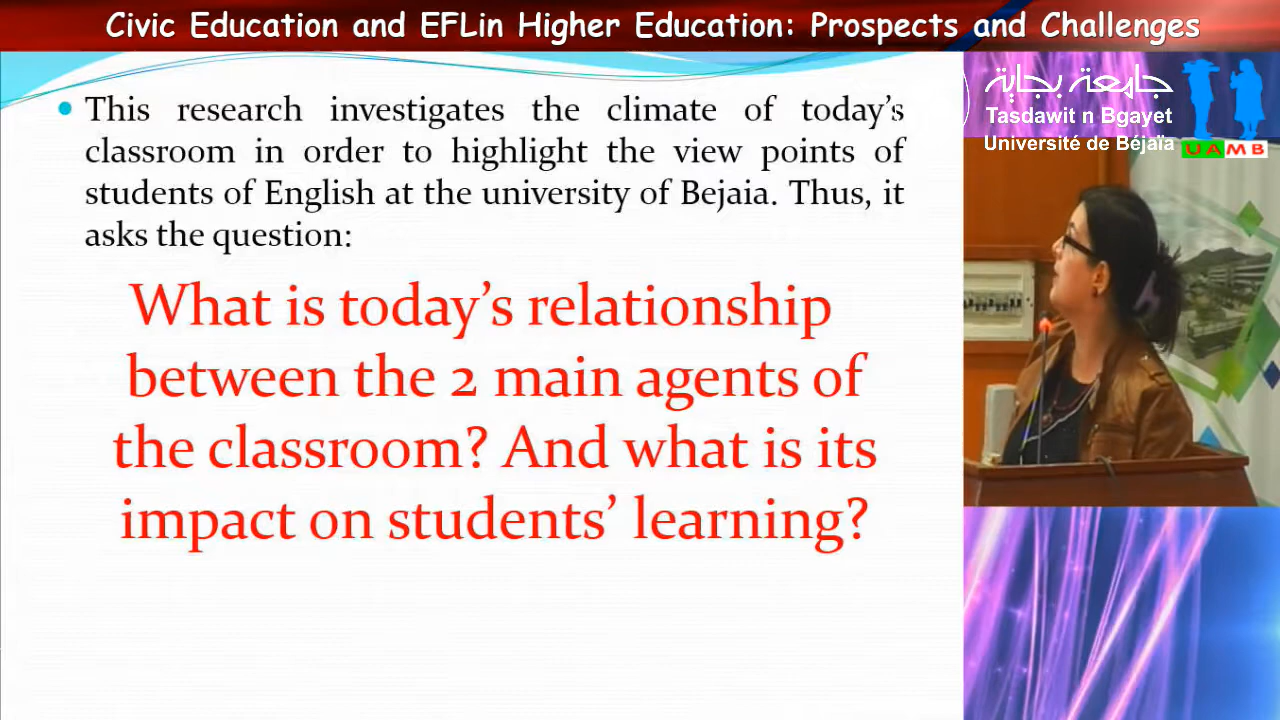 Civic Education and EFLin Higher Education: Prospects and Challenges
This research investigates the climate of today's
classroom in order to highlight the view points of
students of English at the university of Bejaia. Thus, it
asks the question:
What is today's relationship
between the 2 main agents of
the classroom? And what is its
impact on students' learning?
جامعة بجاية
Tasdawit n Bgayet
Université de Béjaïa
UAMB